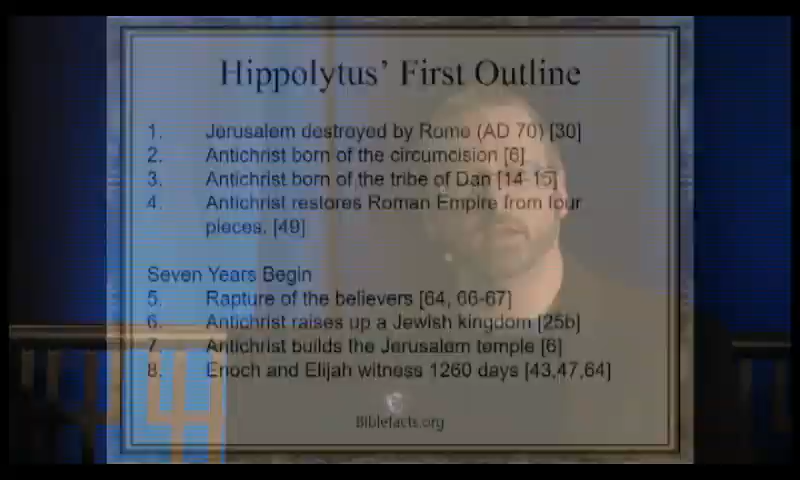 Hippolytus' First Outline
1. Jerusalem destroyed by Rome (AD 70) [30]
2. Antichrist born of the circumcision [6]
3. Antichrist born of the tribe of Dan [14-15]
4. Antichrist restores Roman Empire from four
pieces. [49]
Seven Years Begin
5. Rapture of the believers [64, 66-67]
6. Antichrist raises up a Jewish kingdom [25b]
7. Antichrist builds the Jerusalem temple [6]
8. Enoch and Elijah witness 1260 days [43,47,64]
Biblefacts.org